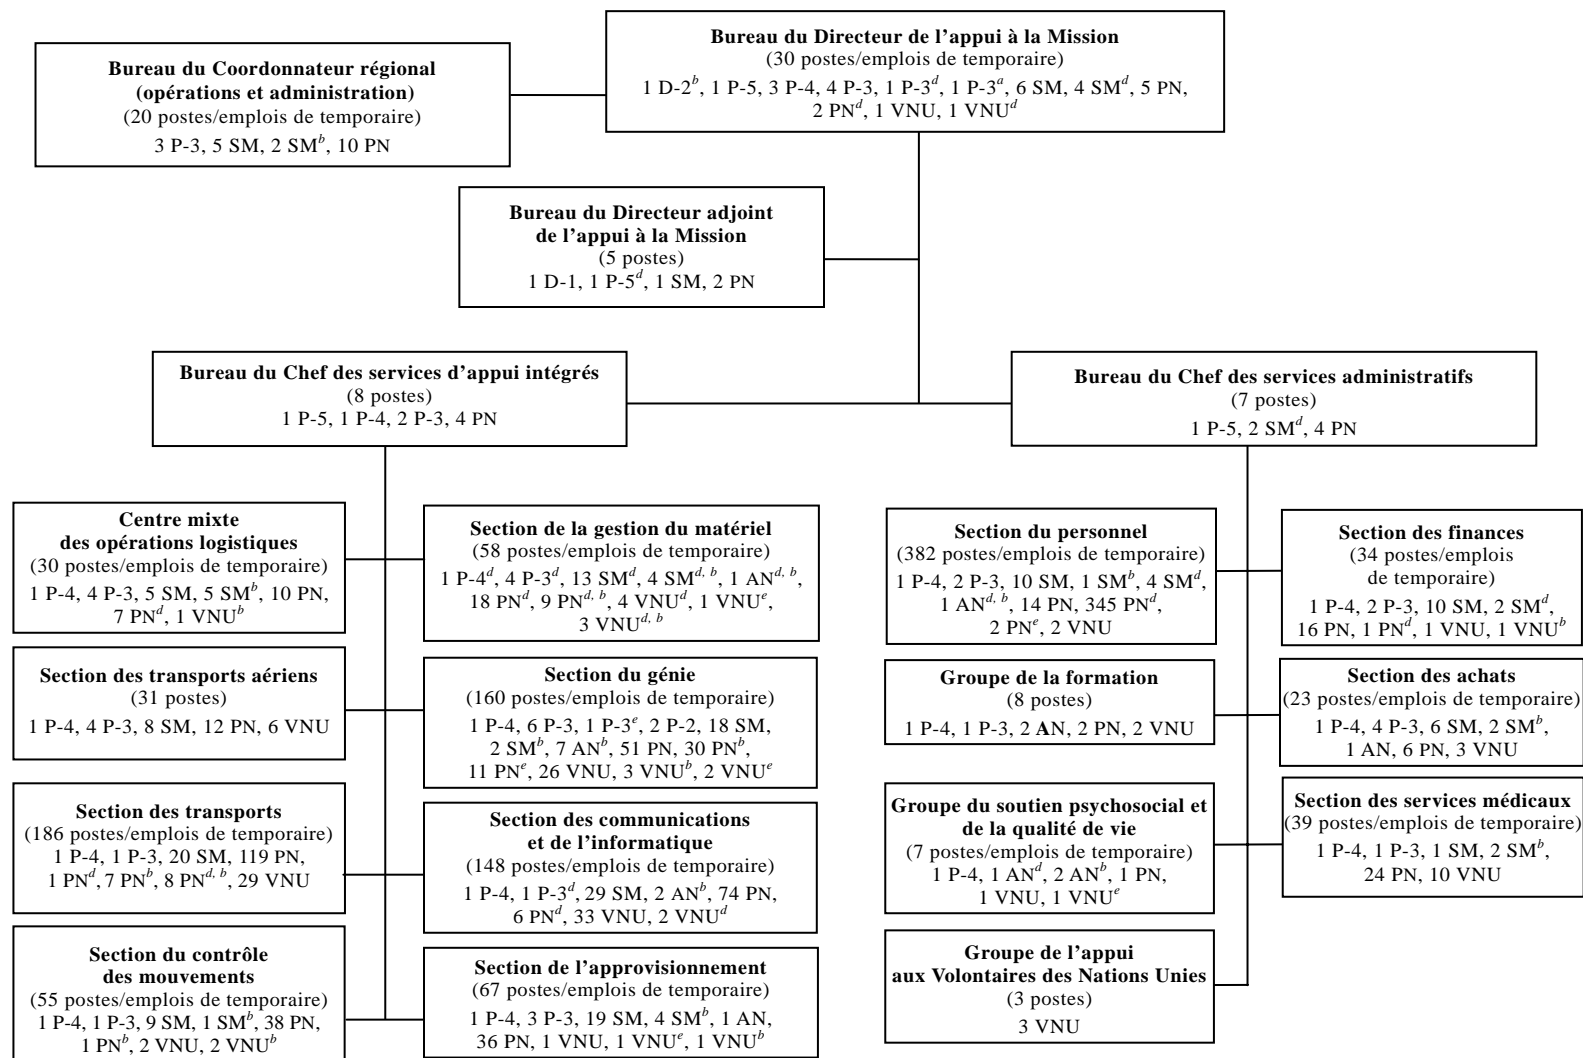 Bureau du Directeur de l'appui à la Mission
(30 postes/emplois de temporaire)
1 D-2b, 1 P-5, 3 P-4, 4 P-3, 1 P-3d, 1 P-3a, 6 SM, 4 SMd, 5 PN,
2 PNd, 1 VNU, 1 VNUd
Bureau du Coordonnateur régional
(opérations et administration)
(20 postes/emplois de temporaire)
3 P-3, 5 SM, 2 SMb, 10 PN
Bureau du Directeur adjoint
de l'appui à la Mission
(5 postes)
1 D-1, 1 P-5d, 1 SM, 2 PN
Bureau du Chef des services d'appui intégrés
(8 postes)
1 P-5, 1 P-4, 2 P-3, 4 PN
Bureau du Chef des services administratifs
(7 postes)
1 P-5, 2 SMd, 4 PN
Centre mixte
des opérations logistiques
(30 postes/emplois de temporaire)
1 P-4, 4 P-3, 5 SM, 5 SMb, 10 PN,
7 PNd, 1 VNUb
Section de la gestion du matériel
(58 postes/emplois de temporaire)
1 P-4d, 4 P-3d, 13 SMd, 4 SMd, b, 1 ANd, b,
18 PNd, 9 PNd, b, 4 VNUd, 1 VNUe,
3 VNUd, b
Section du personnel
(382 postes/emplois de temporaire)
1 P-4, 2 P-3, 10 SM, 1 SMb, 4 SMd,
1 ANd, b, 14 PN, 345 PNd,
2 PNe, 2 VNU
Section des finances
(34 postes/emplois
de temporaire)
1 P-4, 2 P-3, 10 SM, 2 SMd,
16 PN, 1 PNd, 1 VNU, 1 VNUb
Section des transports aériens
(31 postes)
1 P-4, 4 P-3, 8 SM, 12 PN, 6 VNU
Section du génie
(160 postes/emplois de temporaire)
1 P-4, 6 P-3, 1 P-3e, 2 P-2, 18 SM,
2 SMb, 7 ANb, 51 PN, 30 PNb,
11 PNe, 26 VNU, 3 VNUb, 2 VNUe
Groupe de la formation
(8 postes)
1 P-4, 1 P-3, 2 AN, 2 PN, 2 VNU
Section des achats
(23 postes/emplois de temporaire)
1 P-4, 4 P-3, 6 SM, 2 SMb,
1 AN, 6 PN, 3 VNU
Section des transports
(186 postes/emplois de temporaire)
1 P-4, 1 P-3, 20 SM, 119 PN,
1 PNd, 7 PNb, 8 PNd, b, 29 VNU
Section des communications
et de l'informatique
(148 postes/emplois de temporaire)
1 P-4, 1 P-3d, 29 SM, 2 ANb, 74 PN,
6 PNd, 33 VNU, 2 VNUd
Groupe du soutien psychosocial et
de la qualité de vie
(7 postes/emplois de temporaire)
1 P-4, 1 ANd, 2 ANb, 1 PN,
1 VNU, 1 VNUe
Section des services médicaux
(39 postes/emplois de temporaire)
1 P-4, 1 P-3, 1 SM, 2 SMb,
24 PN, 10 VNU
Section du contrôle
des mouvements
(55 postes/emplois de temporaire)
1 P-4, 1 P-3, 9 SM, 1 SMb, 38 PN,
1 PNb, 2 VNU, 2 VNUb
Section de l'approvisionnement
(67 postes/emplois de temporaire)
1 P-4, 3 P-3, 19 SM, 4 SMb, 1 AN,
36 PN, 1 VNU, 1 VNUe, 1 VNUb
Groupe de l'appui
aux Volontaires des Nations Unies
(3 postes)
3 VNU